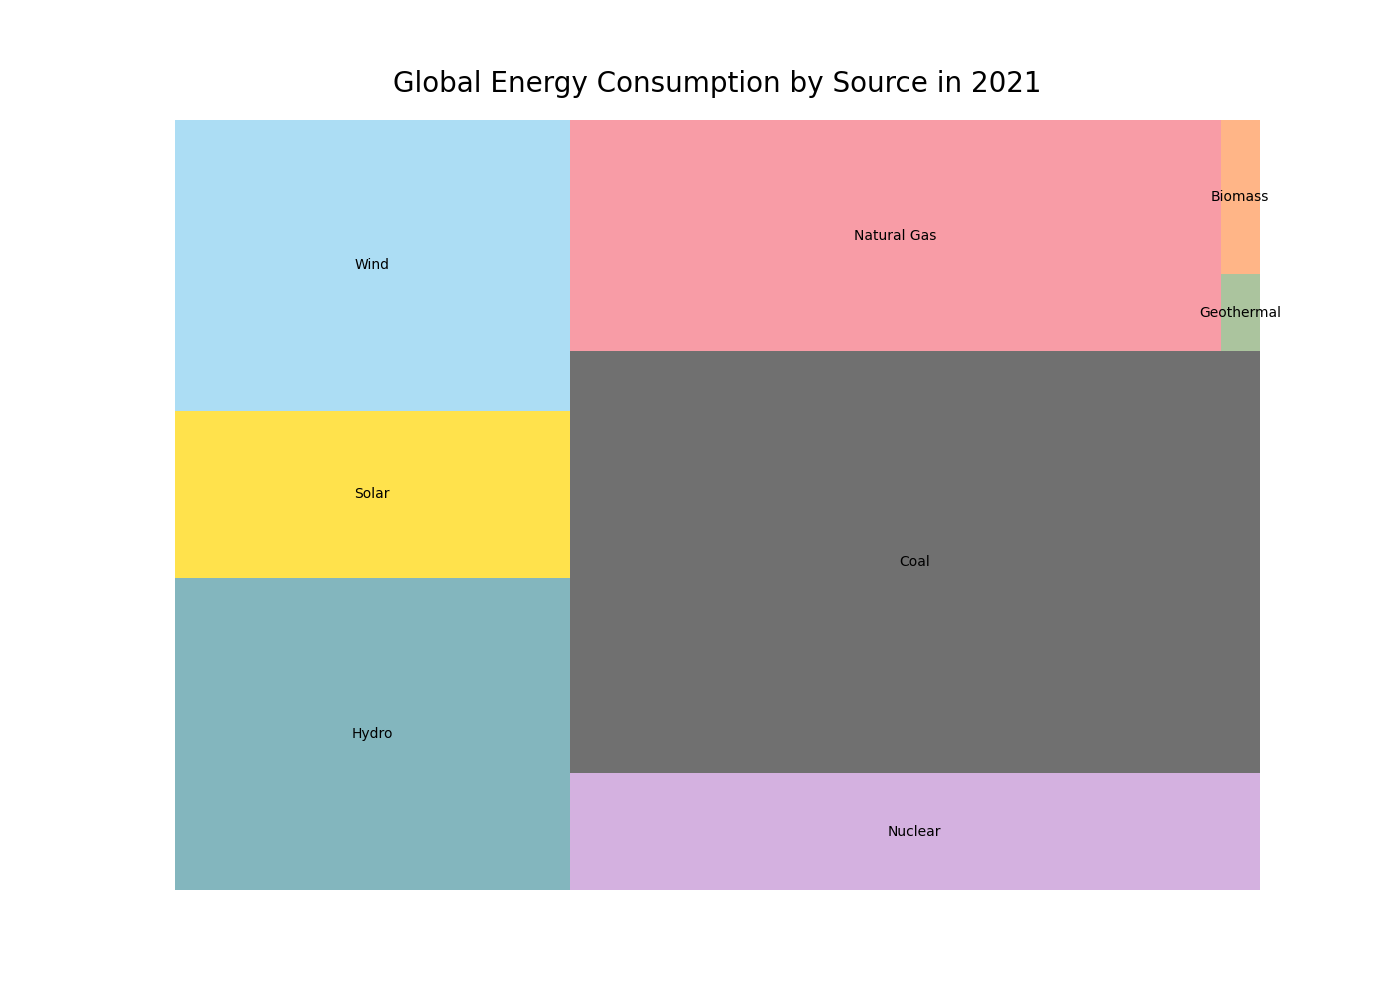 Global Energy Consumption by Source in 2021
Wind
Natural Gas
Biomass
Geothermal
Solar
Coal
Hydro
Nuclear